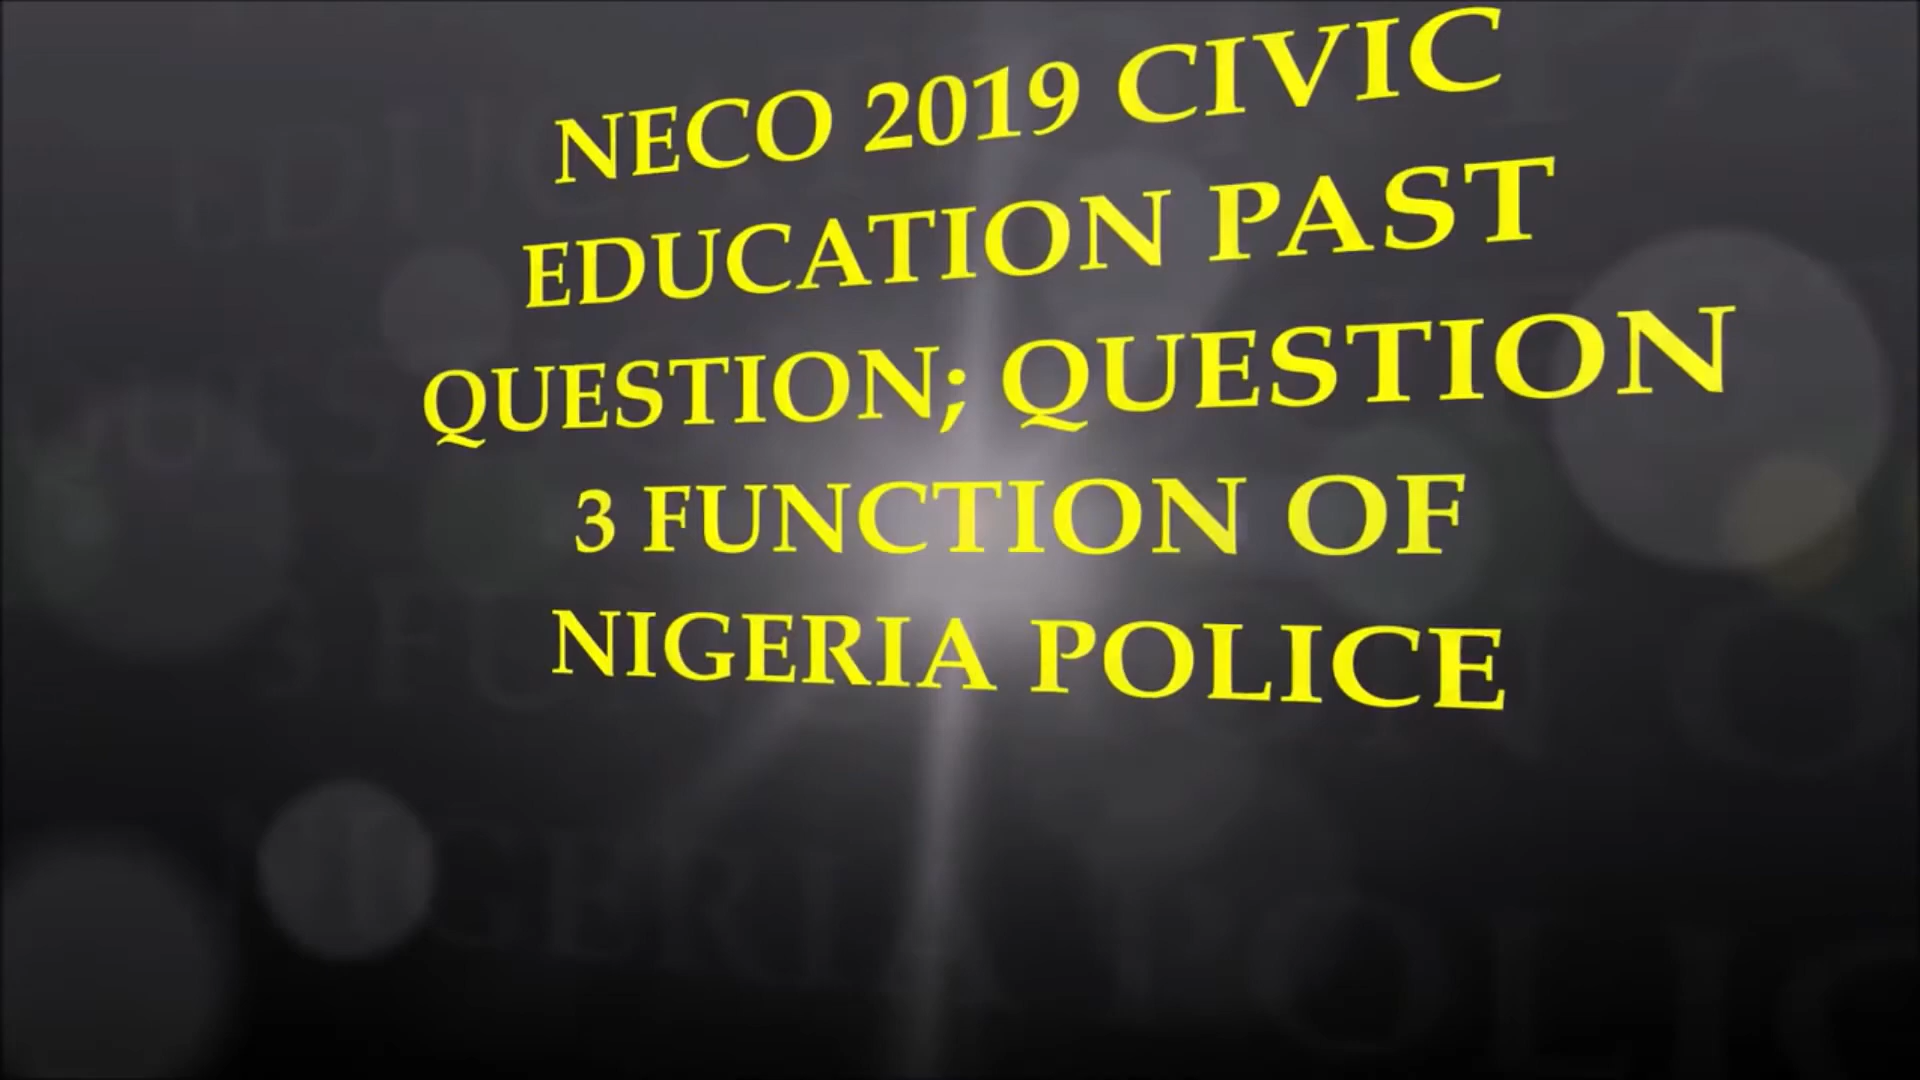 NECO 2019 CIVIC
EDUCATION PAST
QUESTION; QUESTION
3 FUNCTION OF
NIGERIA POLICE